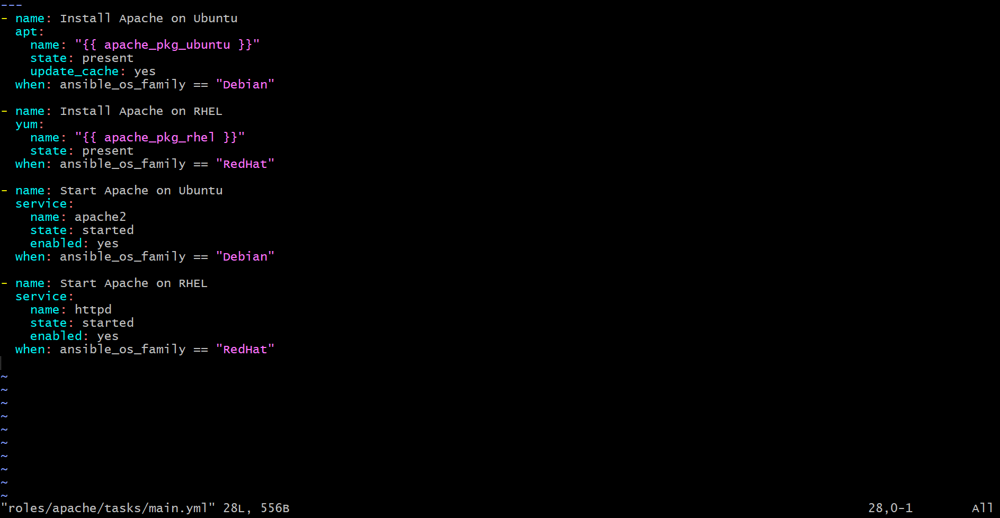 ---
- name: Install Apache on Ubuntu
  apt:
    name: "{{ apache_pkg_ubuntu }}"
    state: present
    update_cache: yes
  when: ansible_os_family == "Debian"

- name: Install Apache on RHEL
  yum:
    name: "{{ apache_pkg_rhel }}"
    state: present
  when: ansible_os_family == "RedHat"

- name: Start Apache on Ubuntu
  service:
    name: apache2
    state: started
    enabled: yes
  when: ansible_os_family == "Debian"

- name: Start Apache on RHEL
  service:
    name: httpd
    state: started
    enabled: yes
  when: ansible_os_family == "RedHat"

~
~
~
~
~
~
~
~
~
~
"roles/apache/tasks/main.yml" 28L, 556B 28,0-1 All